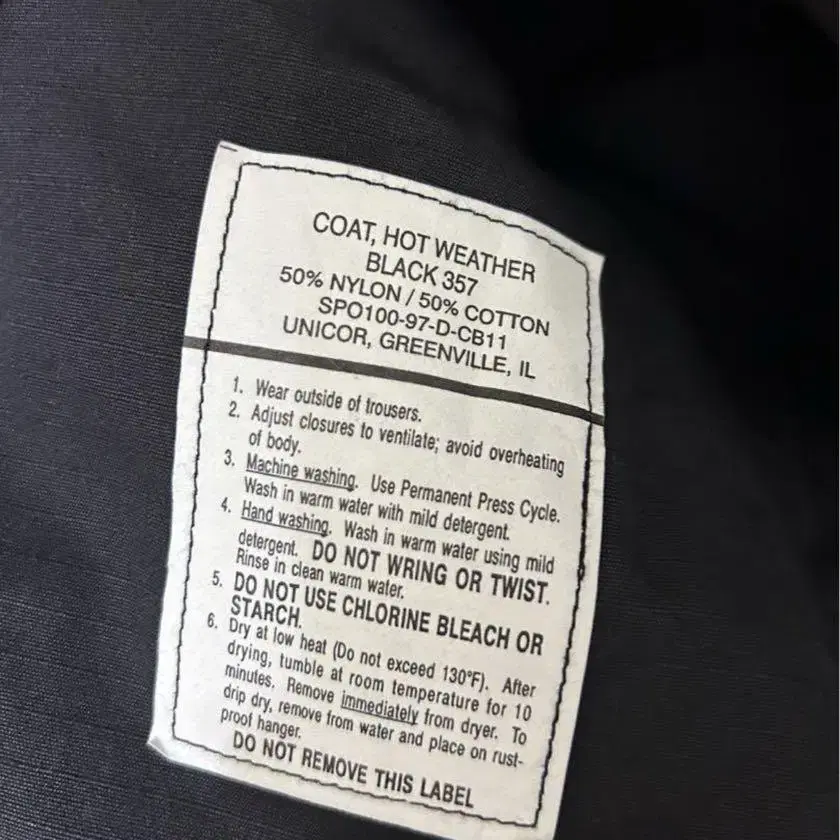 COAT, HOT WEATHER
BLACK 357
50% NYLON / 50% COTTON
SPO100-97-D-CB11
UNICOR, GREENVILLE, IL
1. Wear outside of trousers.
2. Adjust closures to ventilate; avoid overheating
of body.
3. Machine washing. Use Permanent Press Cycle.
Wash in warm water with mild detergent.
4. Hand washing. Wash in warm water using mild
detergent. DO NOT WRING OR TWIST.
Rinse in clean warm water.
5. DO NOT USE CHLORINE BLEACH OR
STARCH.
6. Dry at low heat (Do not exceed 130°F). After
drying, tumble at room temperature for 10
minutes. Remove immediately from dryer. To
drip dry, remove from water and place on rust-
proof hanger.
DO NOT REMOVE THIS LABEL